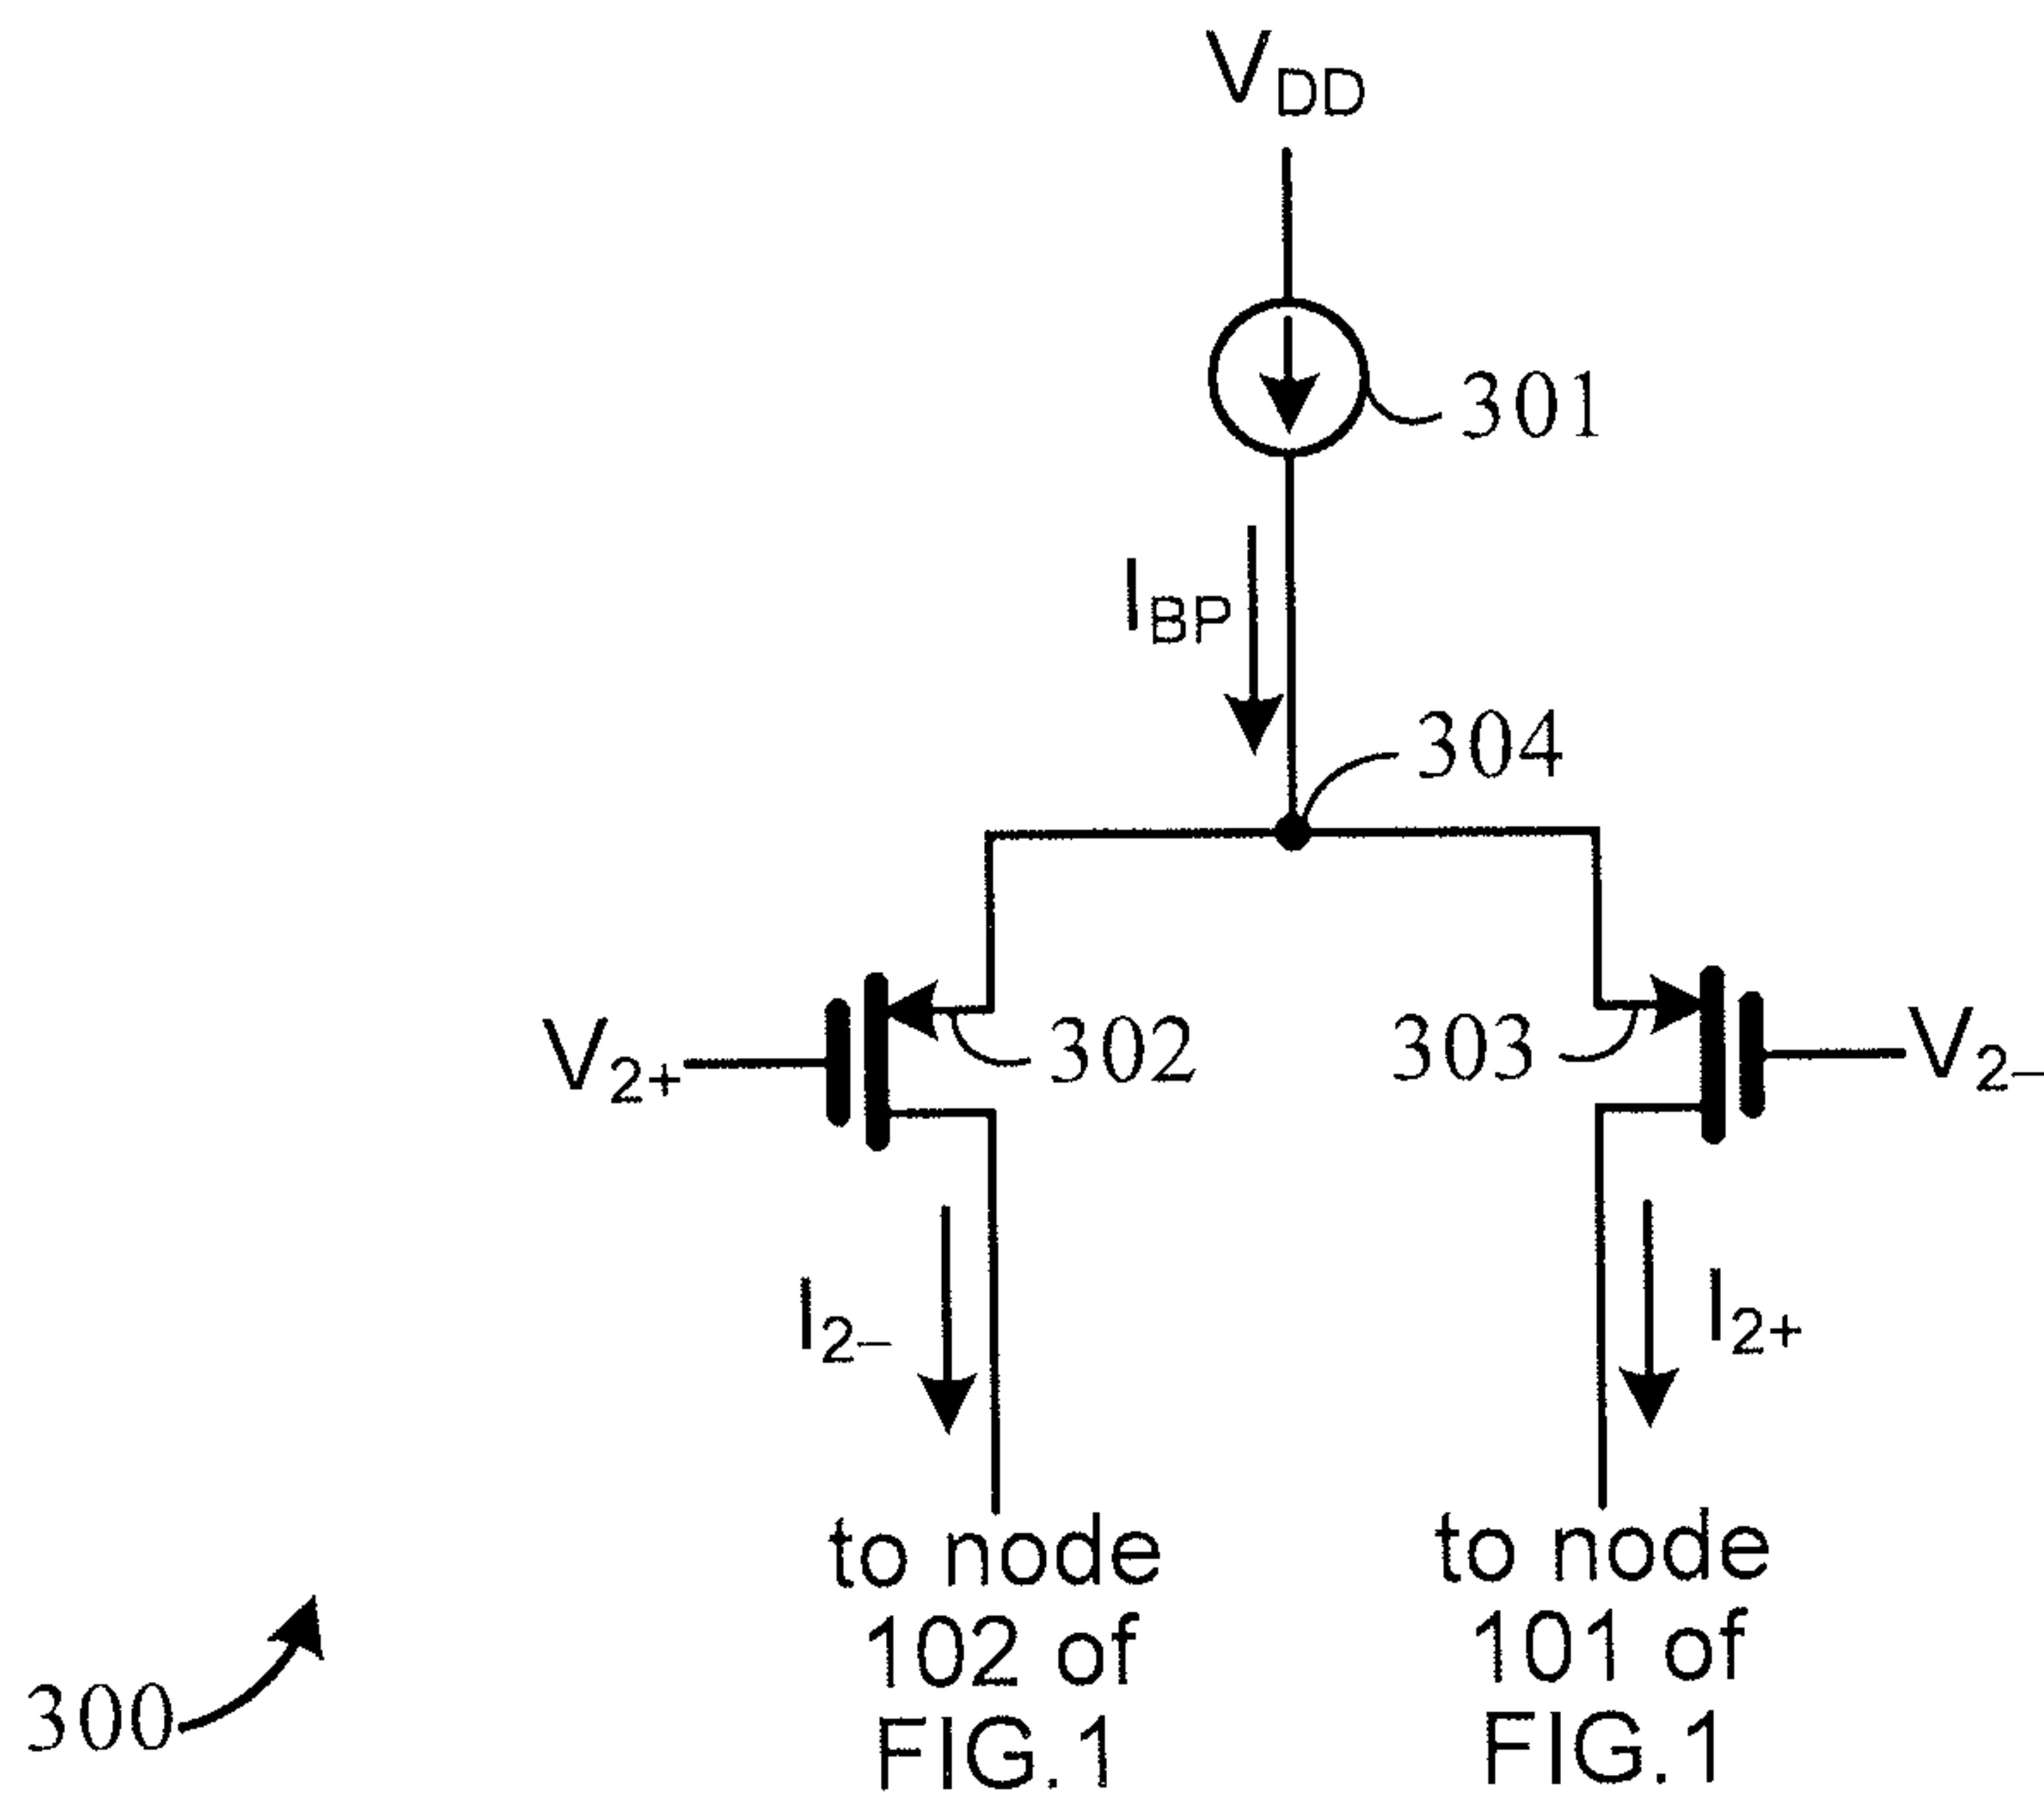 VDD
301
IBP
304
V2+
302
303
V2–
I2–
I2+
to node
102 of
FIG.1
to node
101 of
FIG.1
300